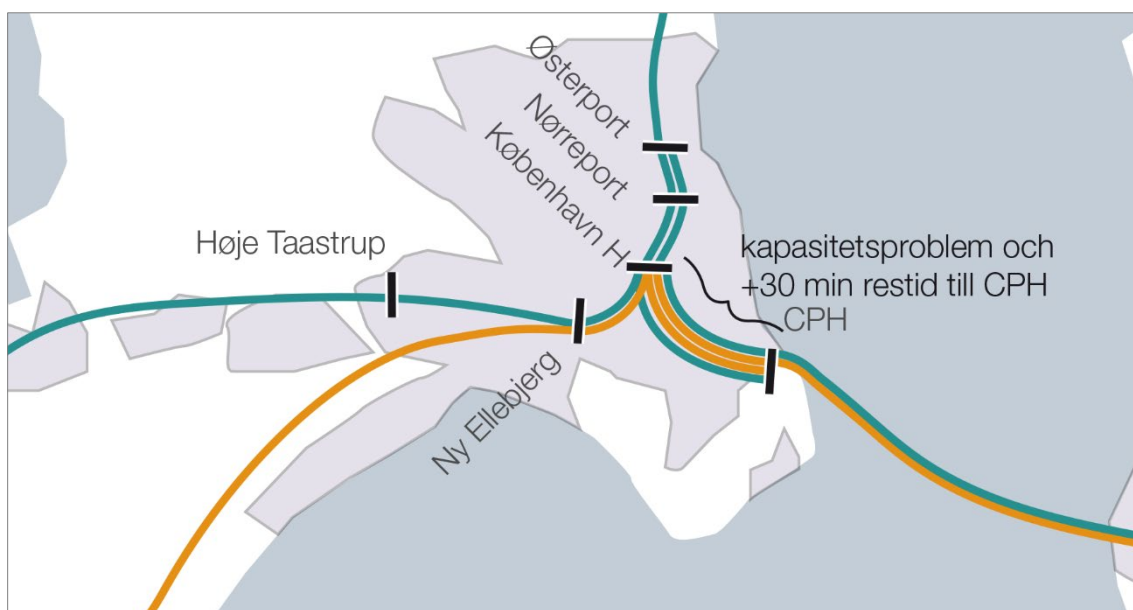 Østerport
Nørreport
København H
Høje Taastrup
kapasitetsproblem och
+30 min restid till CPH
CPH
Ny Ellebjerg